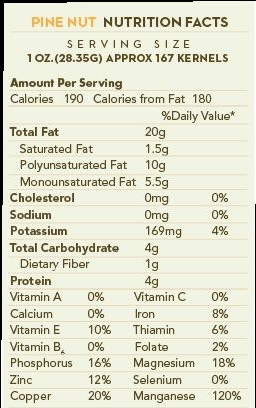 PINE NUT NUTRITION FACTS
SERVING SIZE
1 OZ.(28.35G) APPROX 167 KERNELS
Amount Per Serving
Calories 190 Calories from Fat 180
%Daily Value*
Total Fat 20g
Saturated Fat 1.5g
Polyunsaturated Fat 10g
Monounsaturated Fat 5.5g
Cholesterol 0mg 0%
Sodium 0mg 0%
Potassium 169mg 4%
Total Carbohydrate 4g
Dietary Fiber 1g
Protein 4g
Vitamin A 0% Vitamin C 0%
Calcium 0% Iron 8%
Vitamin E 10% Thiamin 6%
Vitamin B6 0% Folate 2%
Phosphorus 16% Magnesium 18%
Zinc 12% Selenium 0%
Copper 20% Manganese 120%